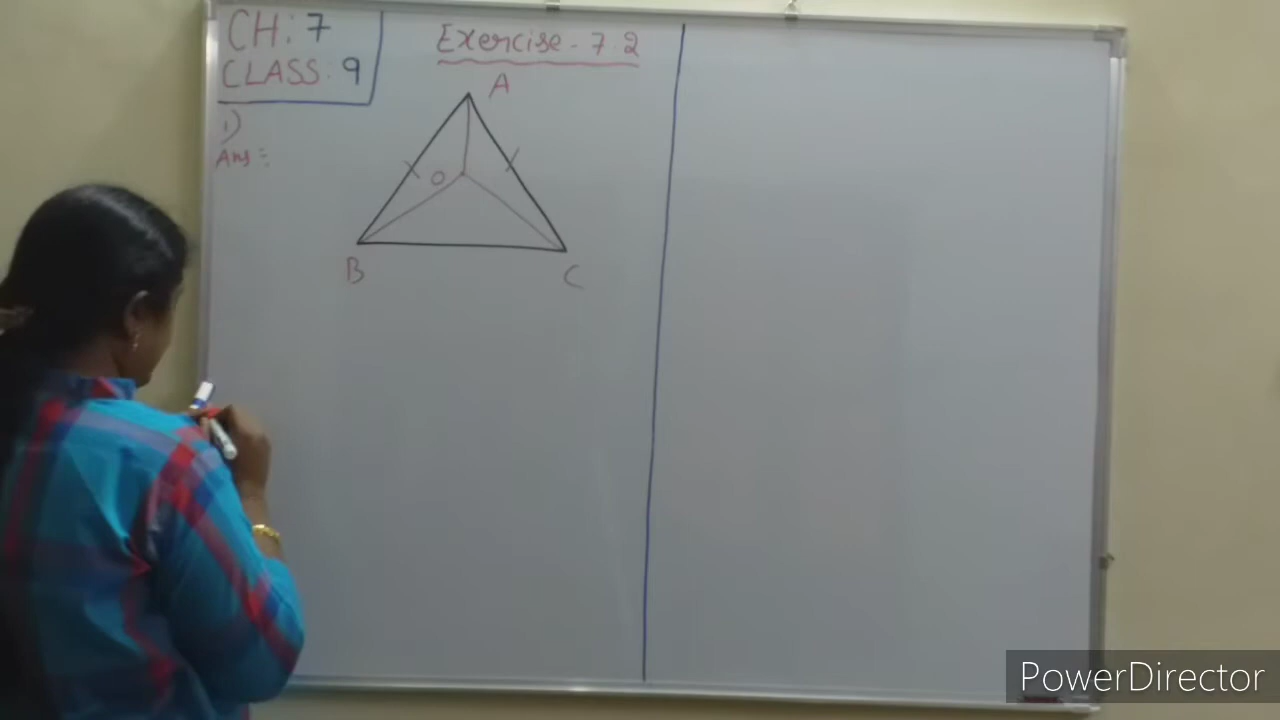 CH: 7
CLASS: 9
Exercise - 7.2
1)
Ans :-
A
O
B
C
PowerDirector